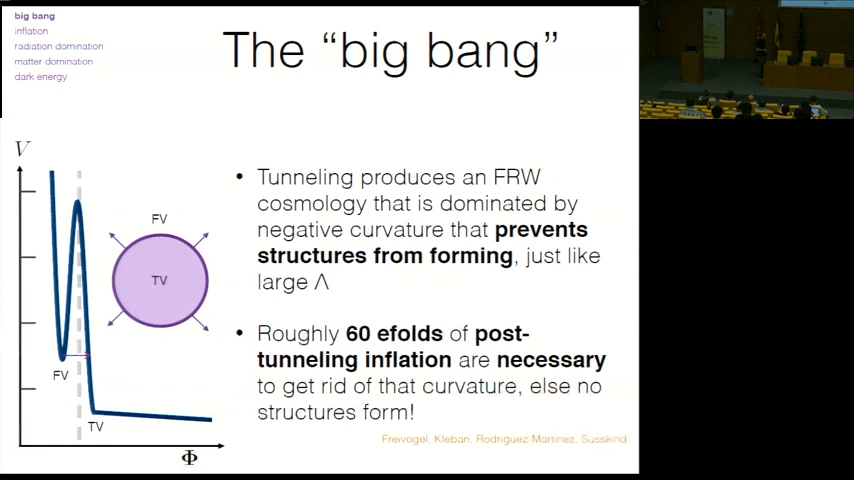 big bang
inflation
radiation domination
matter domination
dark energy
The “big bang”
V
FV
TV
FV
TV
Φ
• Tunneling produces an FRW
cosmology that is dominated by
negative curvature that prevents
structures from forming, just like
large Λ
• Roughly 60 efolds of post-
tunneling inflation are necessary
to get rid of that curvature, else no
structures form!
Freivogel, Kleban, Rodriguez-Martinez, Susskind